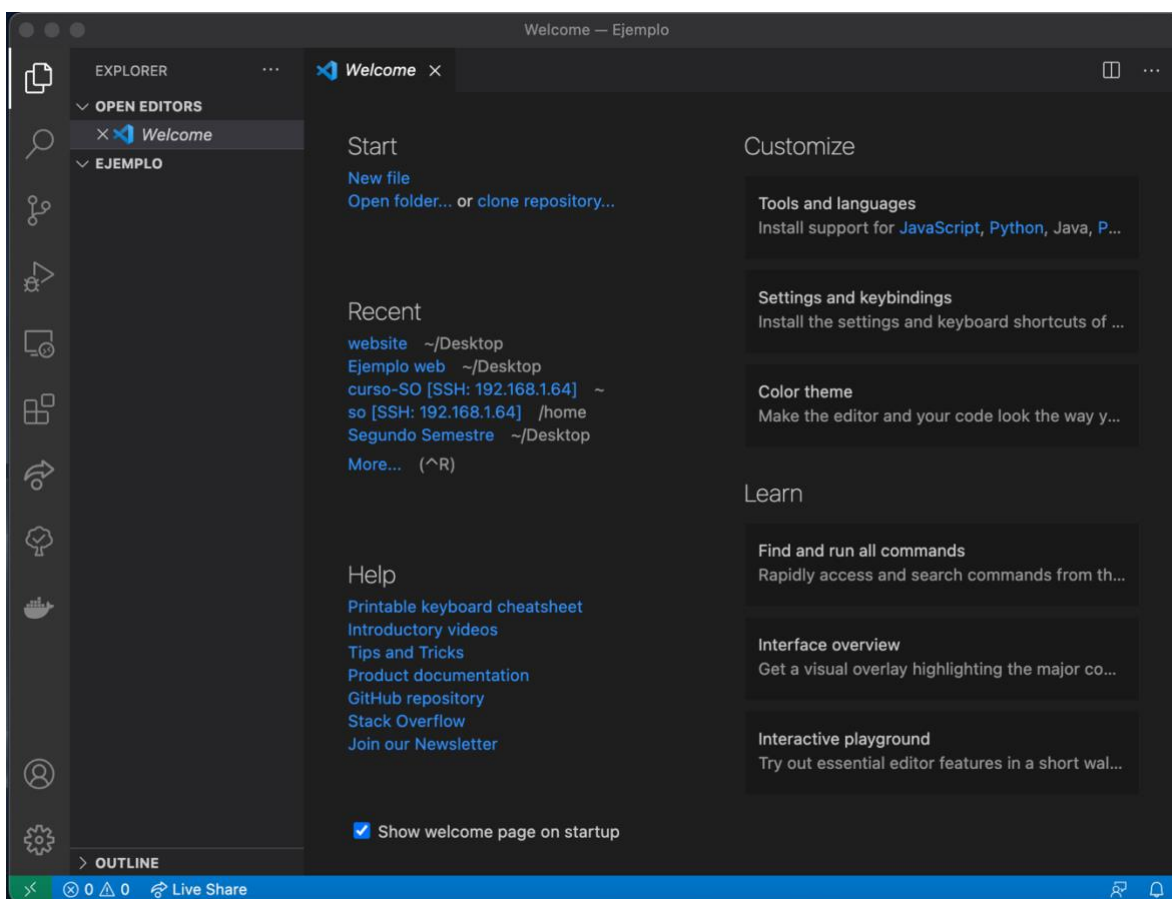 Welcome — Ejemplo
EXPLORER
OPEN EDITORS
Welcome
EJEMPLO
OUTLINE
Welcome
Start
New file
Open folder... or clone repository...
Recent
website ~/Desktop
Ejemplo web ~/Desktop
curso-SO [SSH: 192.168.1.64] ~
so [SSH: 192.168.1.64] /home
Segundo Semestre ~/Desktop
More... (^R)
Help
Printable keyboard cheatsheet
Introductory videos
Tips and Tricks
Product documentation
GitHub repository
Stack Overflow
Join our Newsletter
Show welcome page on startup
Customize
Tools and languages
Install support for JavaScript, Python, Java, P...
Settings and keybindings
Install the settings and keyboard shortcuts of ...
Color theme
Make the editor and your code look the way y...
Learn
Find and run all commands
Rapidly access and search commands from th...
Interface overview
Get a visual overlay highlighting the major co...
Interactive playground
Try out essential editor features in a short wal...
0 0 Live Share